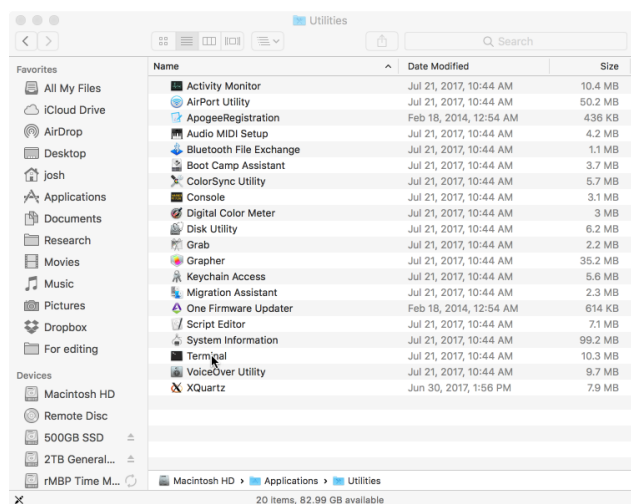 Utilities
Search
Favorites
All My Files
iCloud Drive
AirDrop
Desktop
josh
Applications
Documents
Research
Movies
Music
Pictures
Dropbox
For editing
Devices
Macintosh HD
Remote Disc
500GB SSD
2TB General...
rMBP Time M...
Name Date Modified Size
Activity Monitor Jul 21, 2017, 10:44 AM 10.4 MB
AirPort Utility Jul 21, 2017, 10:44 AM 50.2 MB
ApogeeRegistration Feb 18, 2014, 12:54 AM 436 KB
Audio MIDI Setup Jul 21, 2017, 10:44 AM 4.2 MB
Bluetooth File Exchange Jul 21, 2017, 10:44 AM 1.1 MB
Boot Camp Assistant Jul 21, 2017, 10:44 AM 3.7 MB
ColorSync Utility Jul 21, 2017, 10:44 AM 5.7 MB
Console Jul 21, 2017, 10:44 AM 3.1 MB
Digital Color Meter Jul 21, 2017, 10:44 AM 3 MB
Disk Utility Jul 21, 2017, 10:44 AM 6.2 MB
Grab Jul 21, 2017, 10:44 AM 2.2 MB
Grapher Jul 21, 2017, 10:44 AM 35.2 MB
Keychain Access Jul 21, 2017, 10:44 AM 5.6 MB
Migration Assistant Jul 21, 2017, 10:44 AM 2.3 MB
One Firmware Updater Feb 18, 2014, 12:54 AM 614 KB
Script Editor Jul 21, 2017, 10:44 AM 7.1 MB
System Information Jul 21, 2017, 10:44 AM 99.2 MB
Terminal Jul 21, 2017, 10:44 AM 10.3 MB
VoiceOver Utility Jul 21, 2017, 10:44 AM 9.7 MB
XQuartz Jun 30, 2017, 1:56 PM 7.9 MB
Macintosh HD › Applications › Utilities
20 items, 82.99 GB available